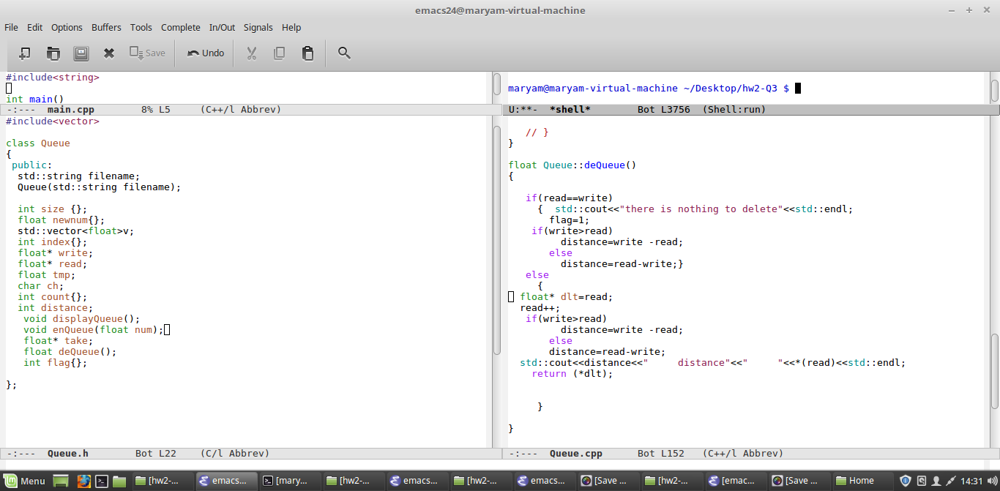 emacs24@maryam-virtual-machine
File Edit Options Buffers Tools Complete In/Out Signals Help
Save Undo
#include<string>
int main()
-:--- main.cpp 8% L5 (C++/l Abbrev)
#include<vector>
class Queue
{
public:
std::string filename;
Queue(std::string filename);
int size {};
float newnum{};
std::vector<float>v;
int index{};
float* write;
float* read;
float tmp;
char ch;
int count{};
int distance;
void displayQueue();
void enQueue(float num);
float* take;
float deQueue();
int flag{};
};
-:--- Queue.h Bot L22 (C/l Abbrev)
maryam@maryam-virtual-machine ~/Desktop/hw2-Q3 $
U:**- *shell* Bot L3756 (Shell:run)
// }
}
float Queue::deQueue()
{
if(read==write)
{ std::cout<<"there is nothing to delete"<<std::endl;
flag=1;
if(write>read)
distance=write -read;
else
distance=read-write;}
else
{
float* dlt=read;
read++;
if(write>read)
distance=write -read;
else
distance=read-write;
std::cout<<distance<<" distance"<<" "<<*(read)<<std::endl;
return (*dlt);
}
}
-:--- Queue.cpp Bot L152 (C++/l Abbrev)
Menu [hw2-... emacs... [mary... [hw2-... emacs... [hw2-... emacs... [Save ... [hw2-... [emac... [Save ... Home 14:31